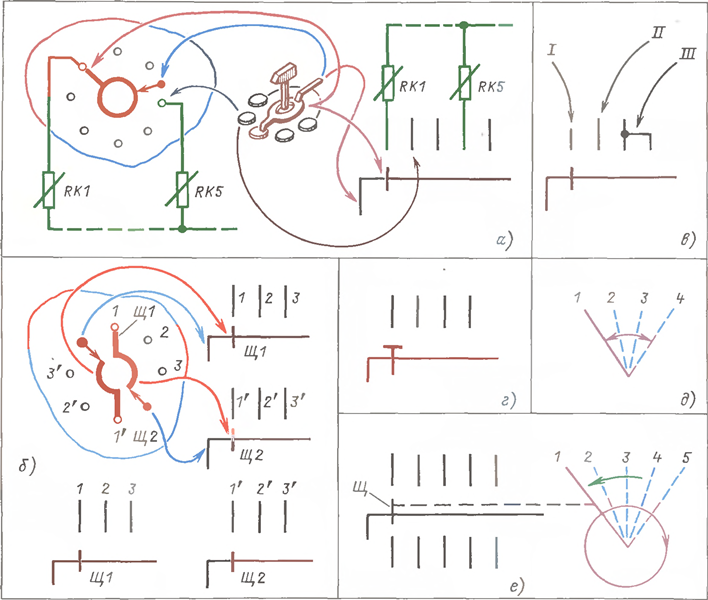 RK1
RK5
RK1
RK5
а)
I
II
III
в)
1
Щ1
2
3
3'
2'
1'
Щ2
1 2 3
Щ1
1' 2' 3'
Щ2
б)
1 2 3
Щ1
1' 2' 3'
Щ2
г)
1 2 3 4
д)
Щ
1 2 3 4 5
е)